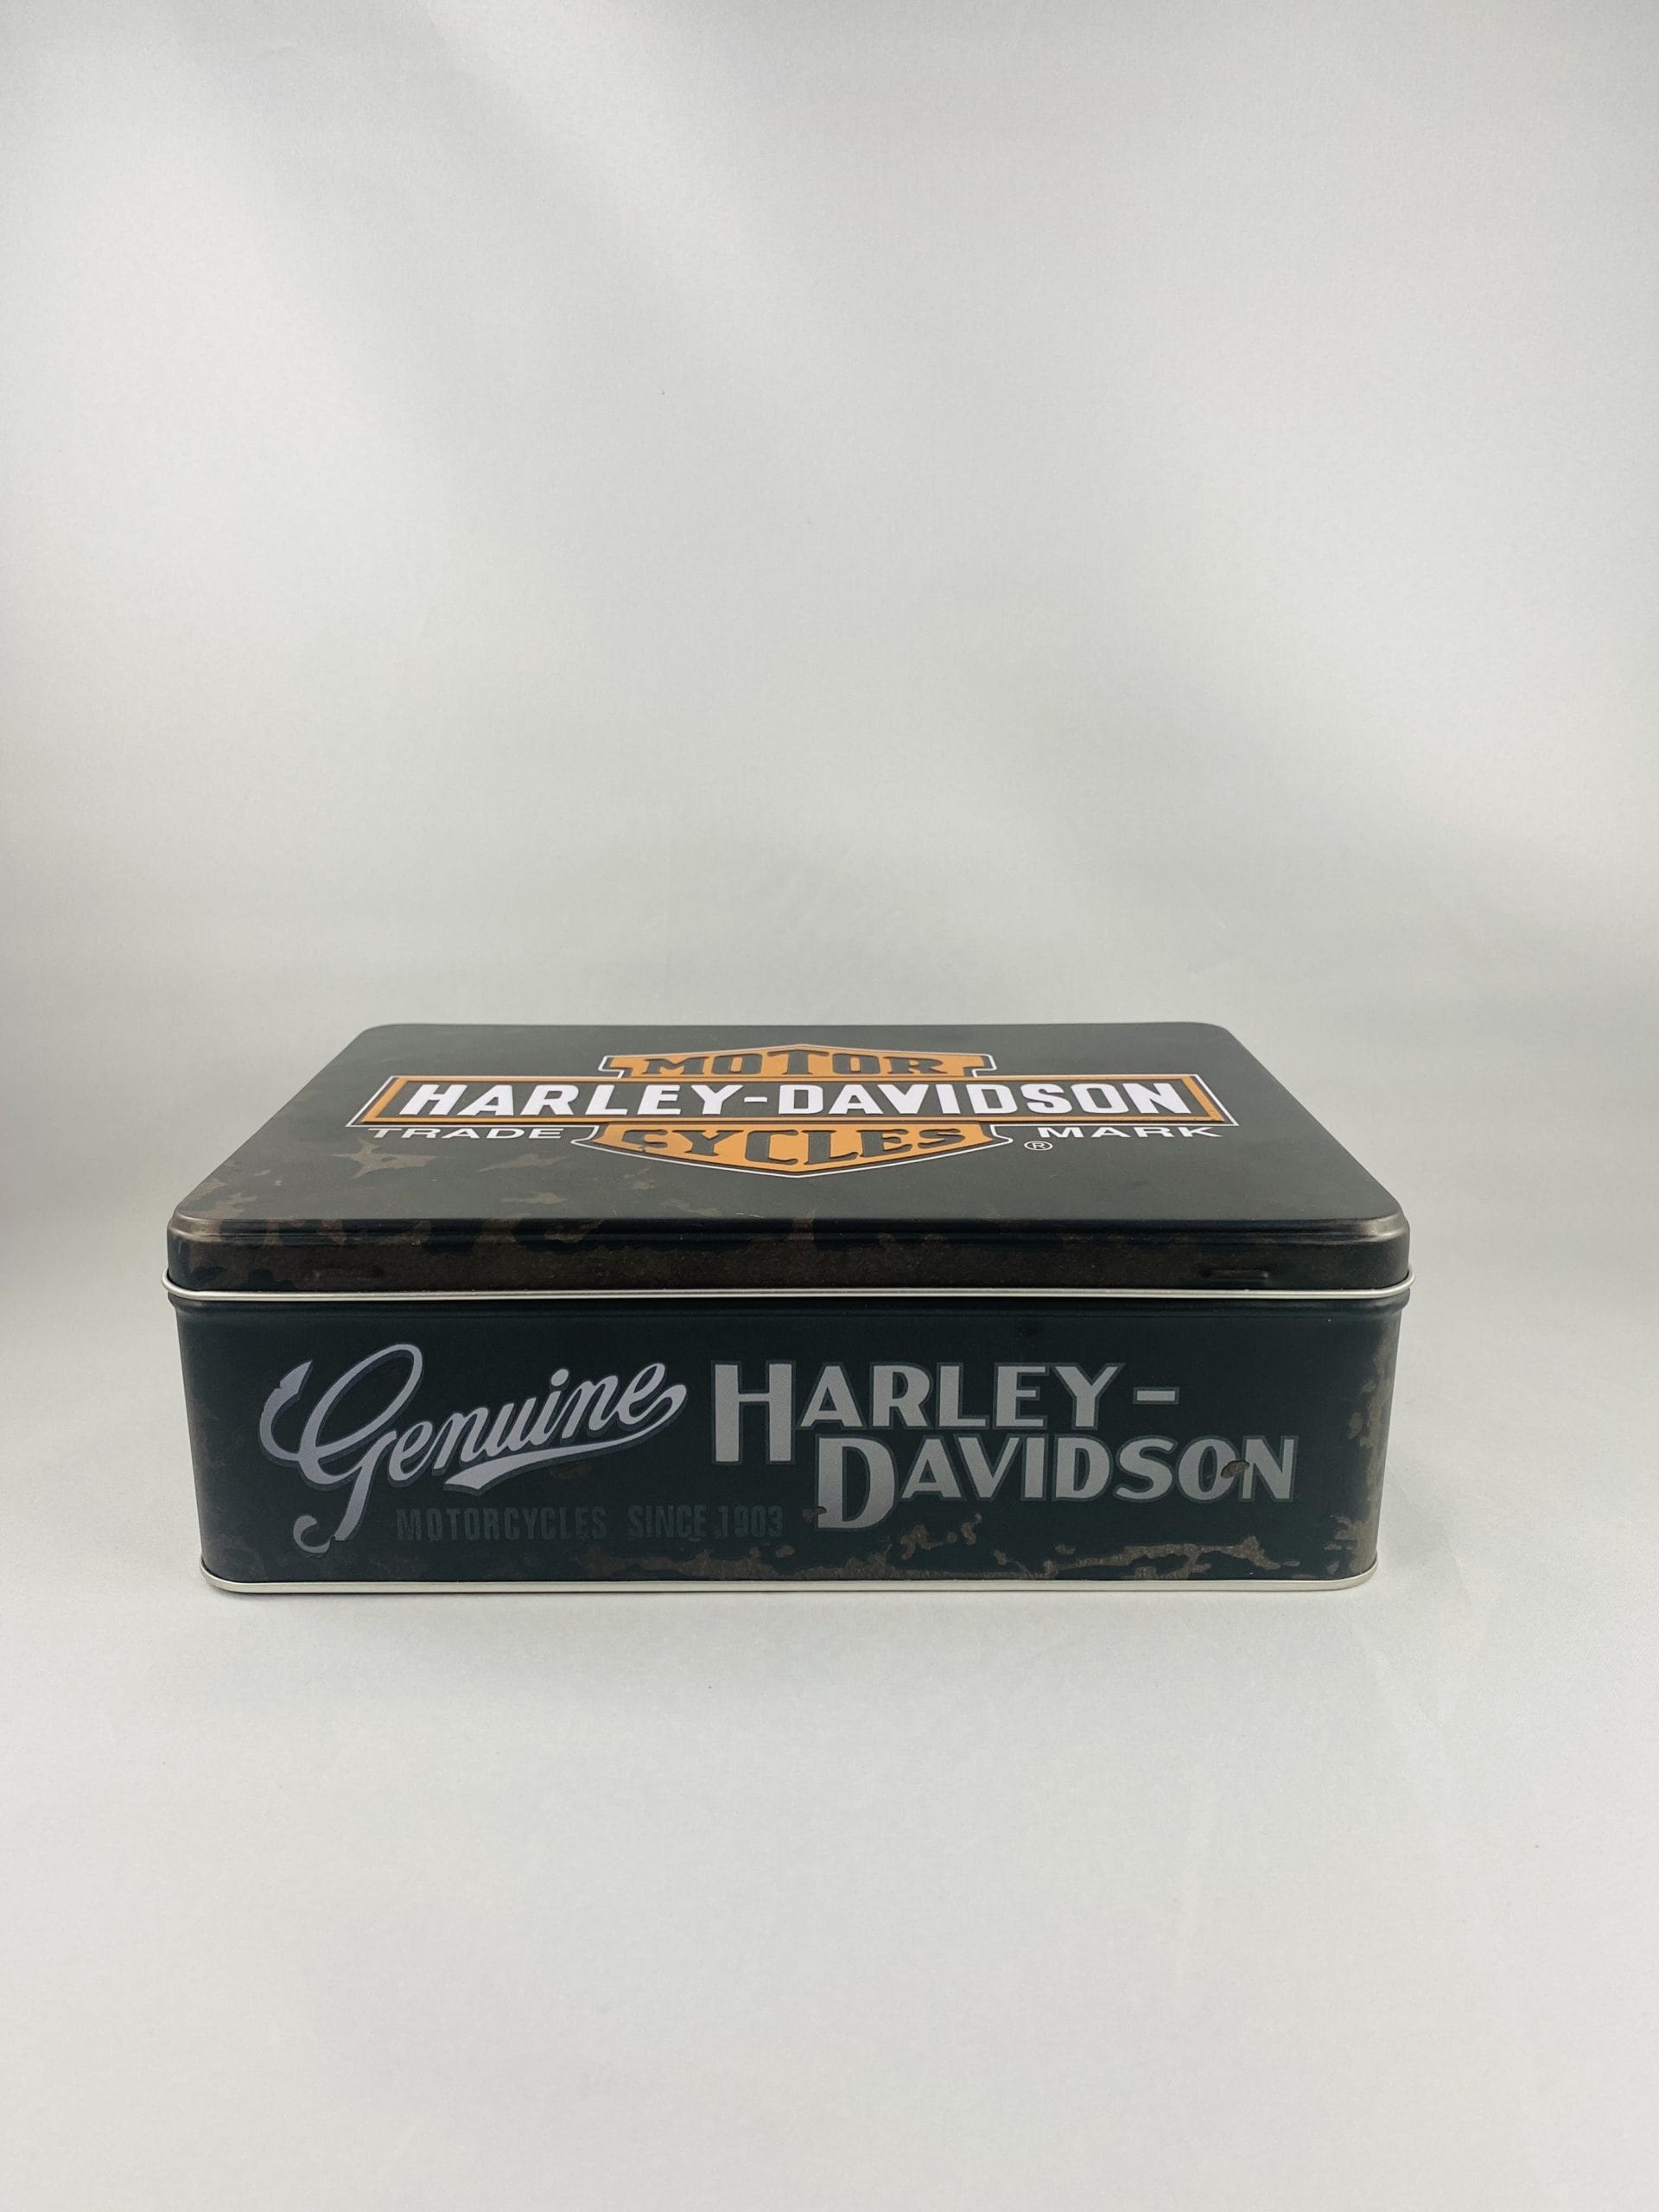 MOTOR
HARLEY-DAVIDSON
TRADE CYCLES ® MARK
Genuine HARLEY-
DAVIDSON
MOTORCYCLES SINCE 1903